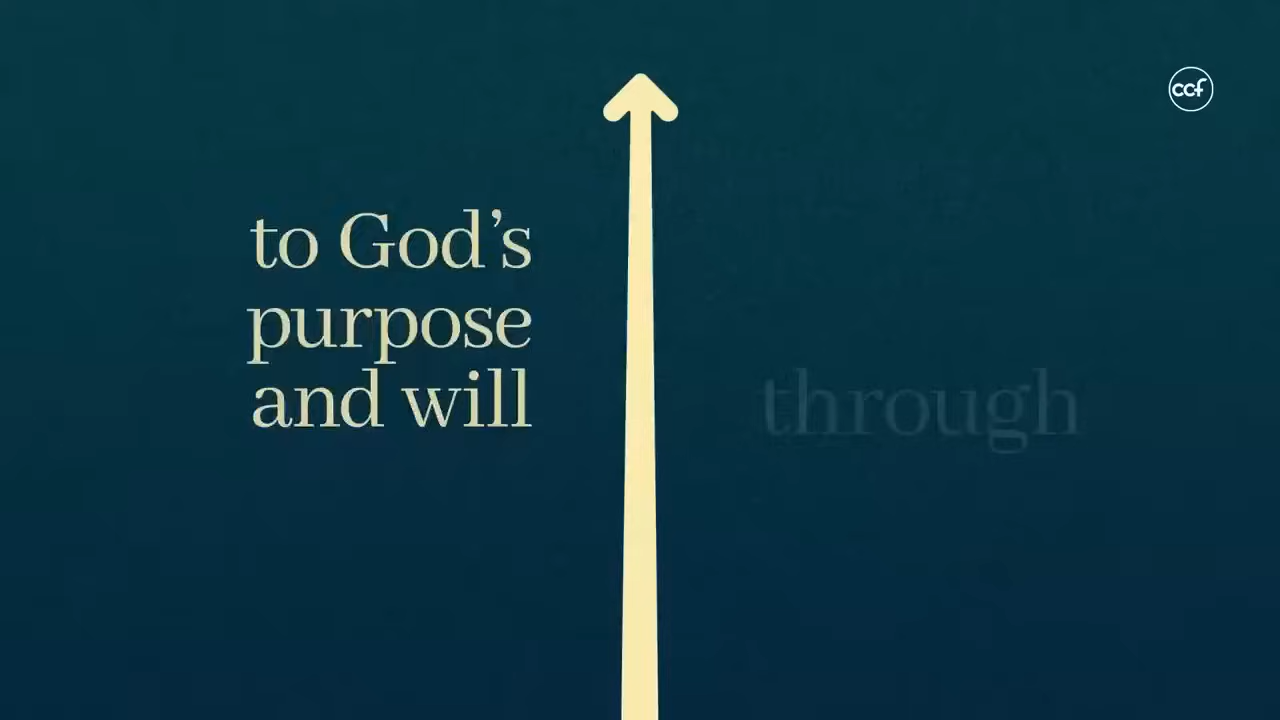 ccf
to God’s
purpose
and will
through